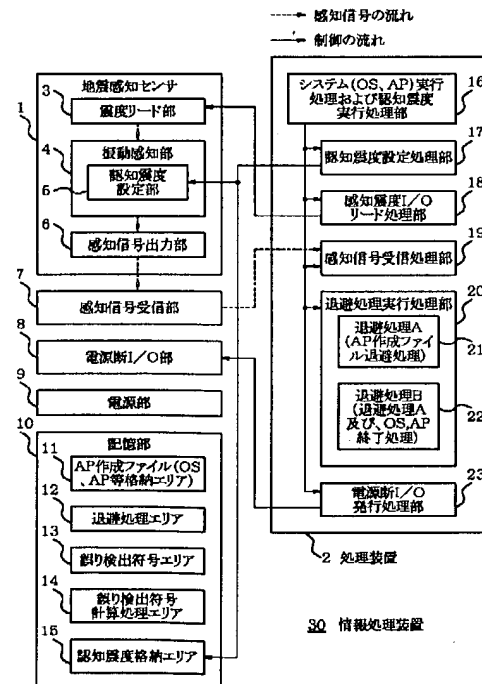 感知信号の流れ
制御の流れ
地震感知センサ
1
3
震度リード部
4
振動感知部
5
認知震度
設定部
6
感知信号出力部
7
感知信号受信部
8
電源断I/O部
9
電源部
10
記憶部
11
AP作成ファイル(OS
、AP等格納エリア)
12
退避処理エリア
13
誤り検出符号エリア
14
誤り検出符号
計算処理エリア
15
認知震度格納エリア
システム(OS、AP)実行
処理および認知震度
実行処理部
16
認知震度設定処理部
17
感知震度I/O
リード処理部
18
感知信号受信処理部
19
退避処理実行処理部
20
退避処理A
(AP作成ファイル
退避処理)
21
退避処理B
(退避処理A
及び、OS,AP
終了処理)
22
電源断I/O
発行処理部
23
2 処理装置
30 情報処理装置